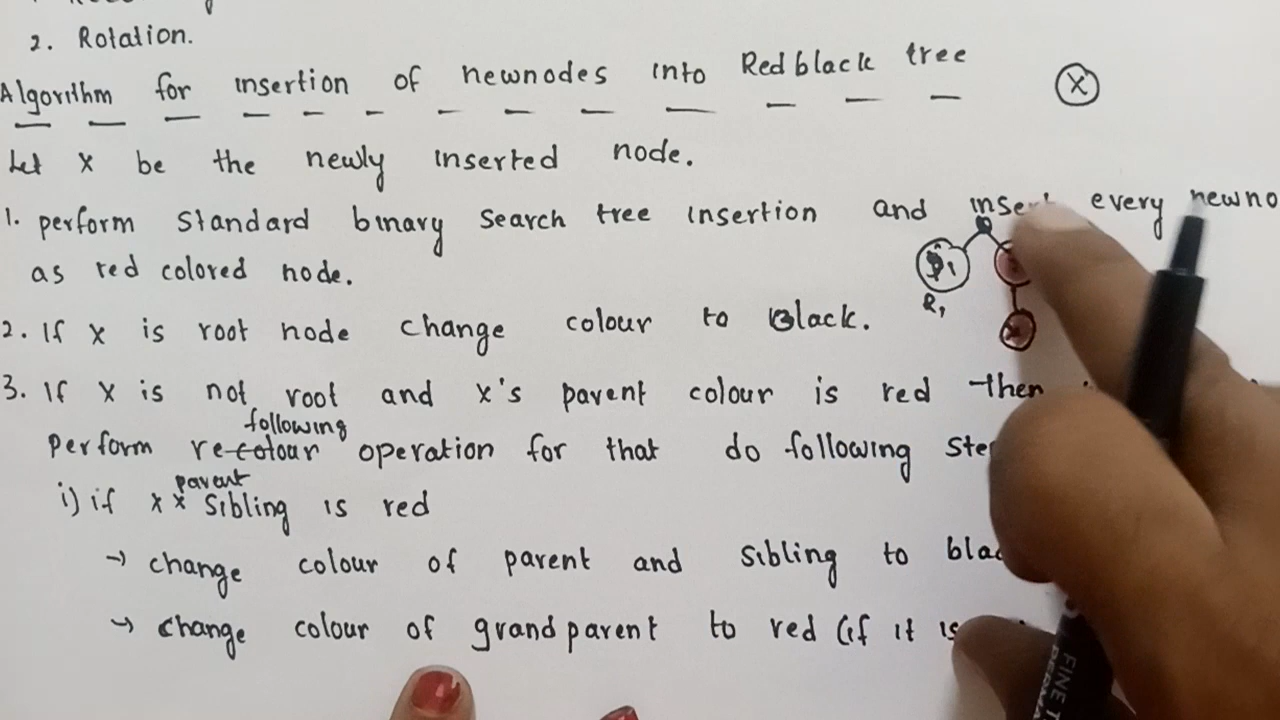 2. Rotation.
Algorithm for insertion of newnodes into Redblack tree
X
Let X be the newly inserted node.
1. perform standard binary search tree insertion and insert every newno
as red colored node.
R,
X
2. If X is root node change colour to Black.
3. If X is not root and X's parent colour is red then
following
perform operation for that do following
parent
i) if X Sibling is red
→ change colour of parent and sibling to
→ change colour of grandparent to red (if it is
FINE